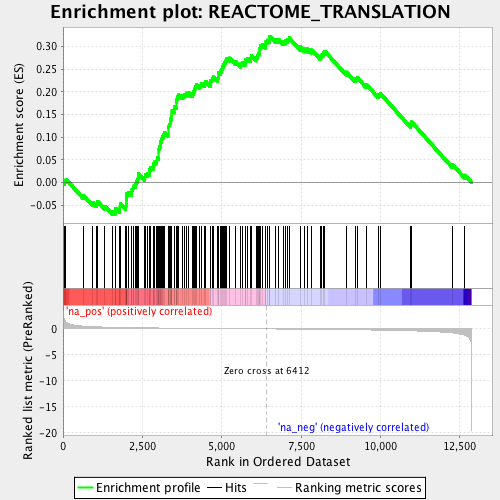 Enrichment plot: REACTOME_TRANSLATION
Enrichment score (ES)
0.30
0.25
0.20
0.15
0.10
0.05
0.00
-0.05
'na_pos' (positively correlated)
Ranked list metric (PreRanked)
0
-5
-10
-15
-20
Zero cross at 6412
'na_neg' (negatively correlated)
0 2,500 5,000 7,500 10,000 12,500
Rank in Ordered Dataset
Enrichment profile Hits Ranking metric scores